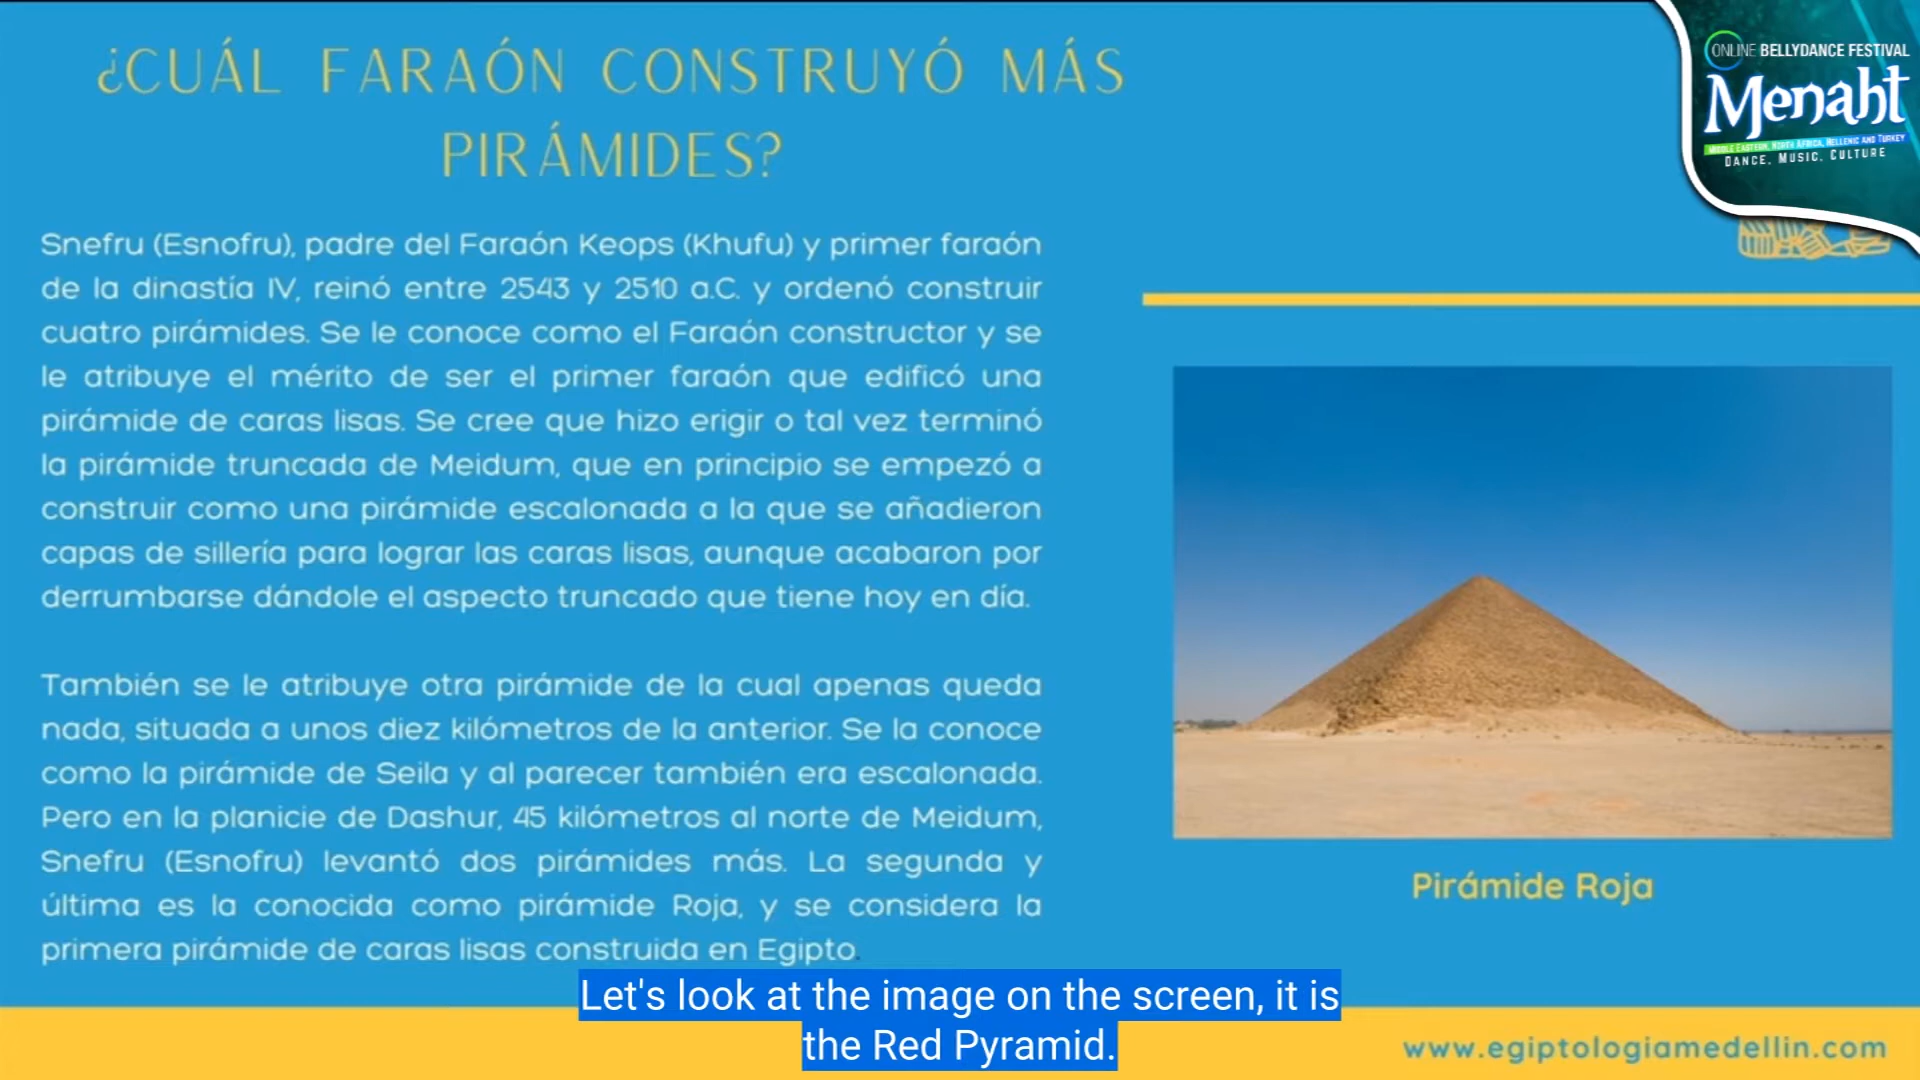 ¿CUÁL FARAÓN CONSTRUYÓ MÁS
PIRÁMIDES?
ONLINE BELLYDANCE FESTIVAL
Menaht
MIDDLE EASTERN, NORTH AFRICA, HELLENIC AND TURKEY
DANCE, MUSIC, CULTURE
Snefru (Esnofru), padre del Faraón Keops (Khufu) y primer faraón
de la dinastía IV, reinó entre 2543 y 2510 a.C. y ordenó construir
cuatro pirámides. Se le conoce como el Faraón constructor y se
le atribuye el mérito de ser el primer faraón que edificó una
pirámide de caras lisas. Se cree que hizo erigir o tal vez terminó
la pirámide truncada de Meidum, que en principio se empezó a
construir como una pirámide escalonada a la que se añadieron
capas de sillería para lograr las caras lisas, aunque acabaron por
derrumbarse dándole el aspecto truncado que tiene hoy en día.
También se le atribuye otra pirámide de la cual apenas queda
nada, situada a unos diez kilómetros de la anterior. Se la conoce
como la pirámide de Seila y al parecer también era escalonada.
Pero en la planicie de Dashur, 45 kilómetros al norte de Meidum,
Snefru (Esnofru) levantó dos pirámides más. La segunda y
última es la conocida como pirámide Roja, y se considera la
primera pirámide de caras lisas construida en Egipto.
Pirámide Roja
Let's look at the image on the screen, it is
the Red Pyramid.
www.egiptologiamedellin.com